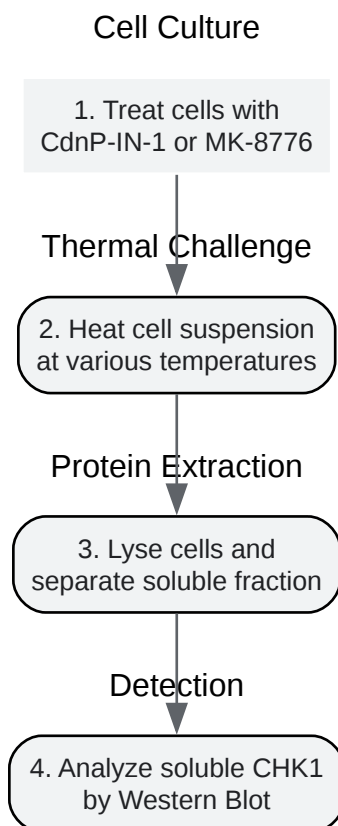 Cell Culture
1. Treat cells with
CdnP-IN-1 or MK-8776
Thermal Challenge
2. Heat cell suspension
at various temperatures
Protein Extraction
3. Lyse cells and
separate soluble fraction
Detection
4. Analyze soluble CHK1
by Western Blot